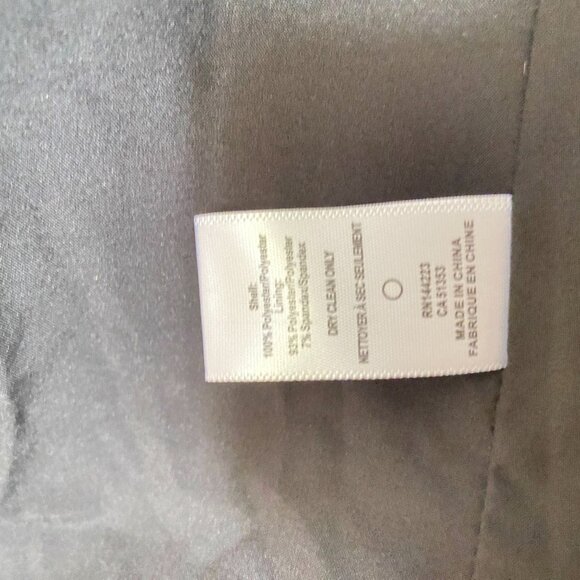 Shell:
100% Polyester/Polyester
Lining:
93% Polyester/Polyester
7% Spandex/Spandex
DRY CLEAN ONLY
NETTOYER À SEC SEULEMENT
RN144223
CA 51353
MADE IN CHINA
FABRIQUE EN CHINE